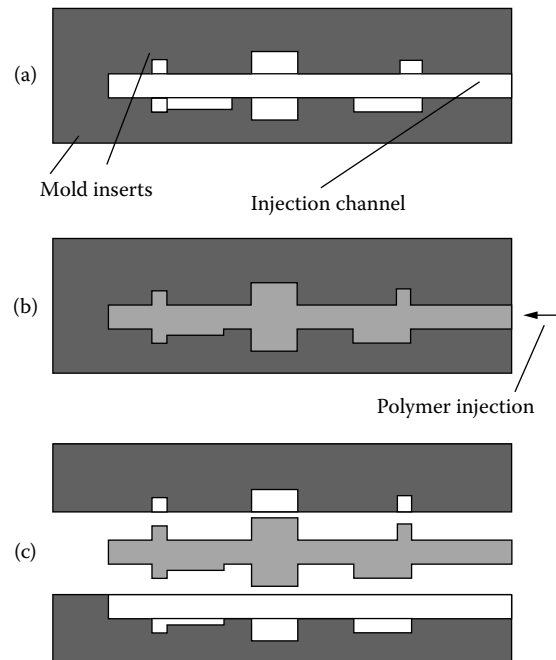 (a)
Mold inserts
Injection channel
(b)
Polymer injection
(c)